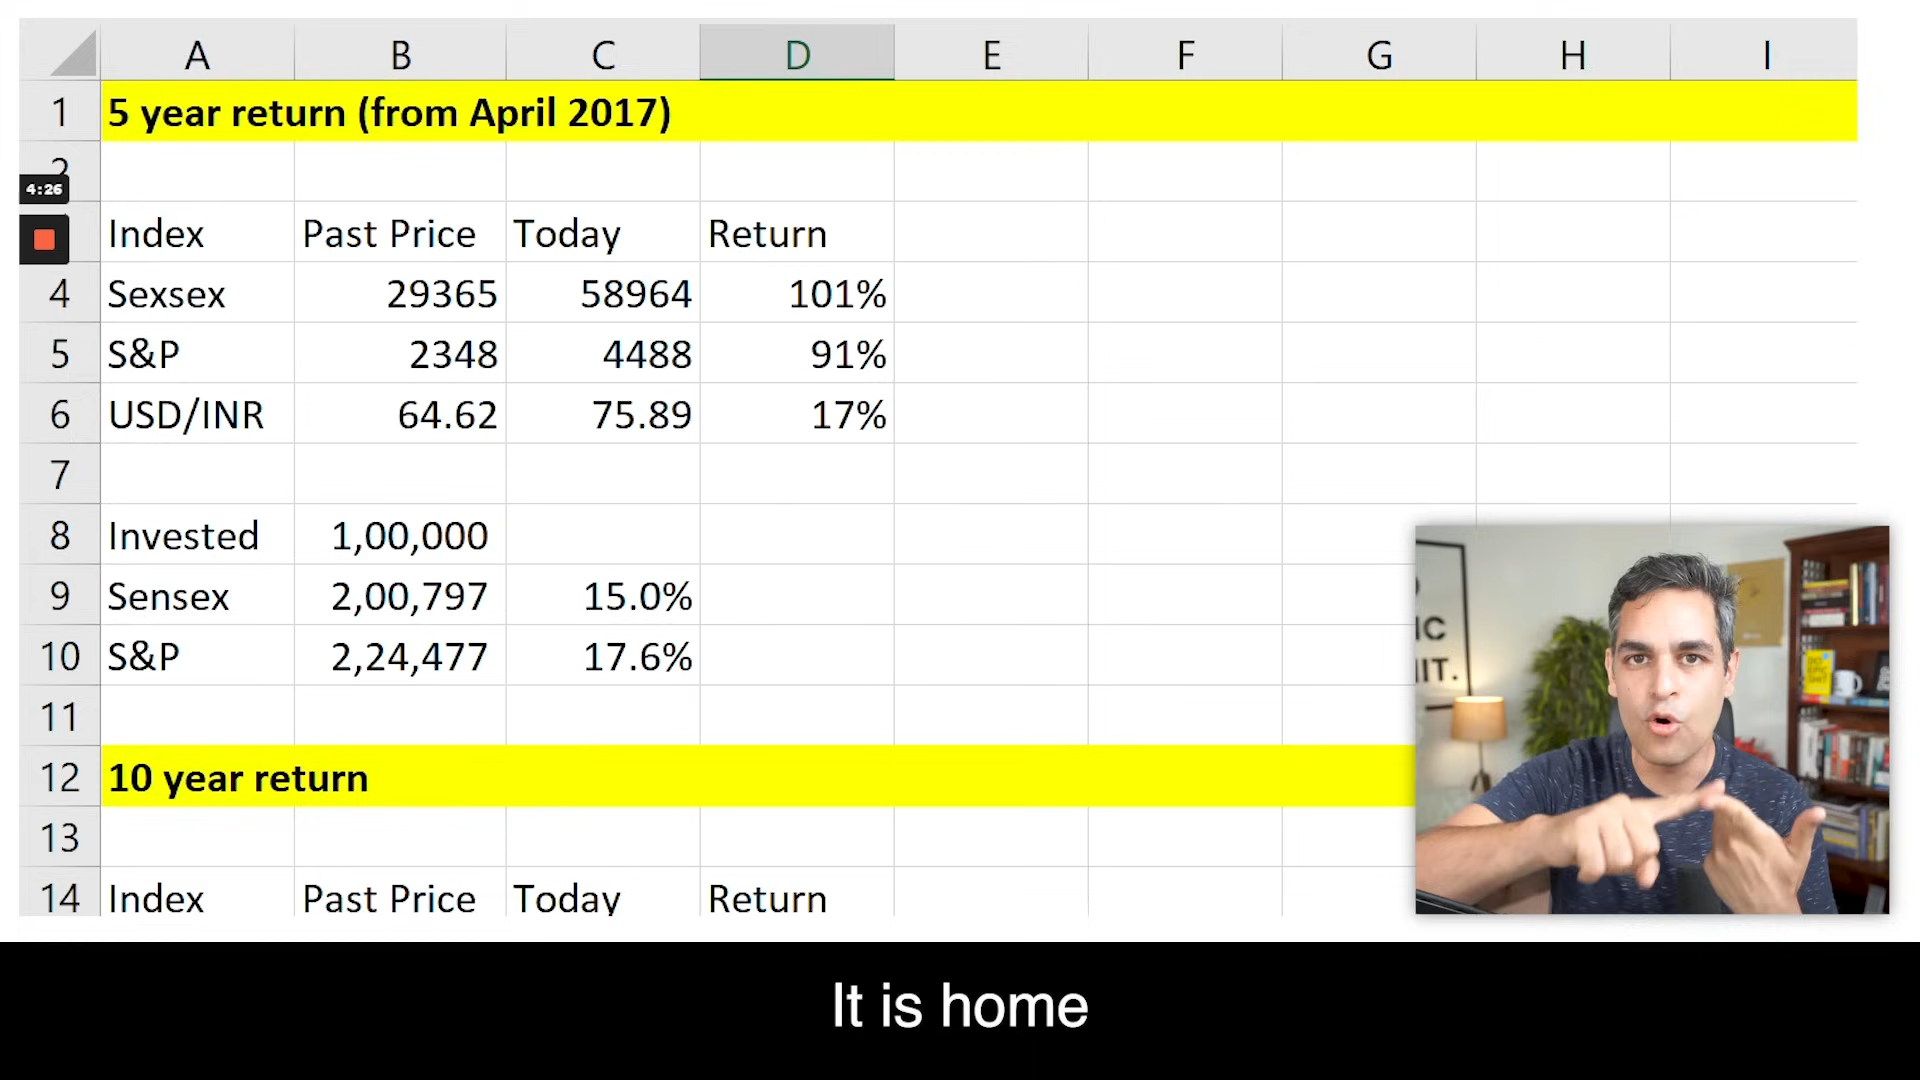 A B C D E F G H I
1 5 year return (from April 2017)
2
4:26
Index Past Price Today Return
4 Sexsex 29365 58964 101%
5 S&P 2348 4488 91%
6 USD/INR 64.62 75.89 17%
7
8 Invested 1,00,000
9 Sensex 2,00,797 15.0%
10 S&P 2,24,477 17.6%
11
12 10 year return
13
14 Index Past Price Today Return
IC
IT.
It is home